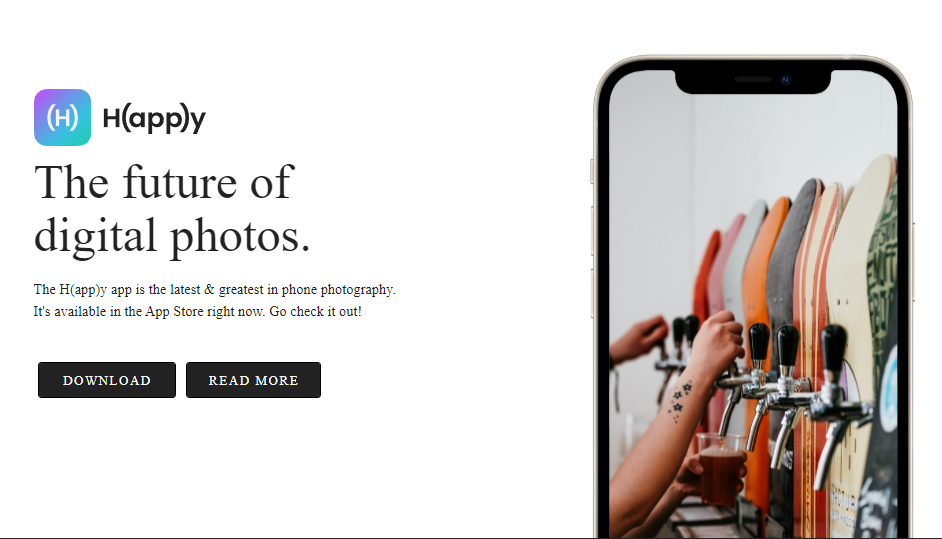 (H) H(app)y
The future of
digital photos.
The H(app)y app is the latest & greatest in phone photography.
It's available in the App Store right now. Go check it out!
DOWNLOAD READ MORE